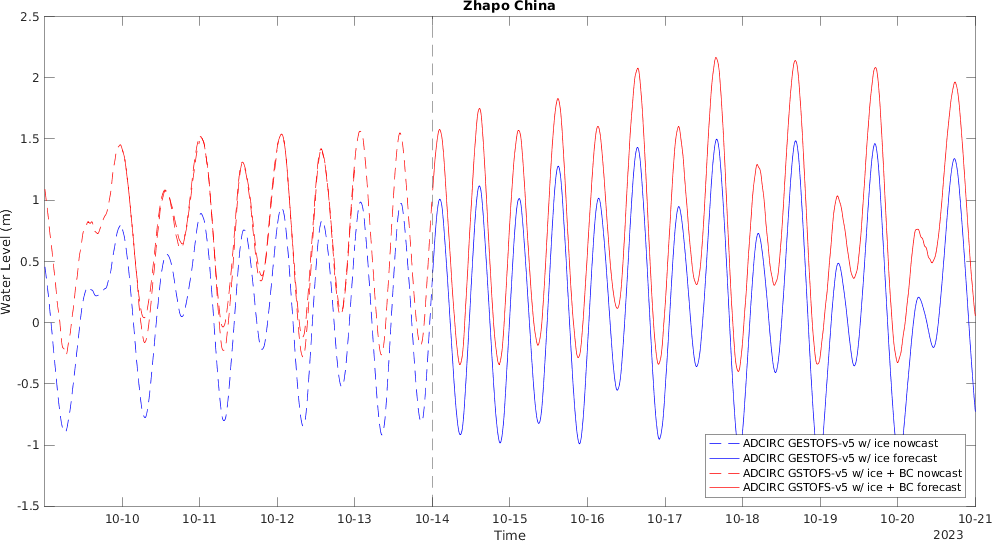 Zhapo China
2.5
2
1.5
1
0.5
0
-0.5
-1
-1.5
Water Level (m)
ADCIRC GESTOFS-v5 w/ ice nowcast
ADCIRC GESTOFS-v5 w/ ice forecast
ADCIRC GSTOFS-v5 w/ ice + BC nowcast
ADCIRC GSTOFS-v5 w/ ice + BC forecast
10-10 10-11 10-12 10-13 10-14 10-15 10-16 10-17 10-18 10-19 10-20 10-21
Time
2023